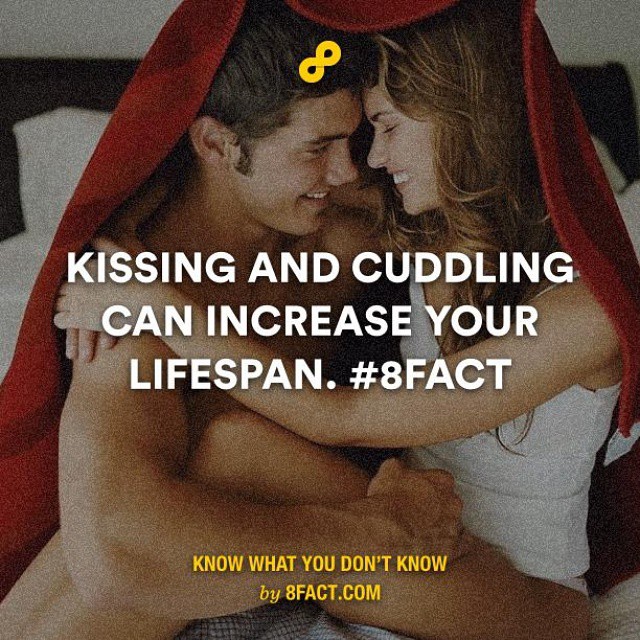 KISSING AND CUDDLING
CAN INCREASE YOUR
LIFESPAN. #8FACT
KNOW WHAT YOU DON'T KNOW
by 8FACT.COM